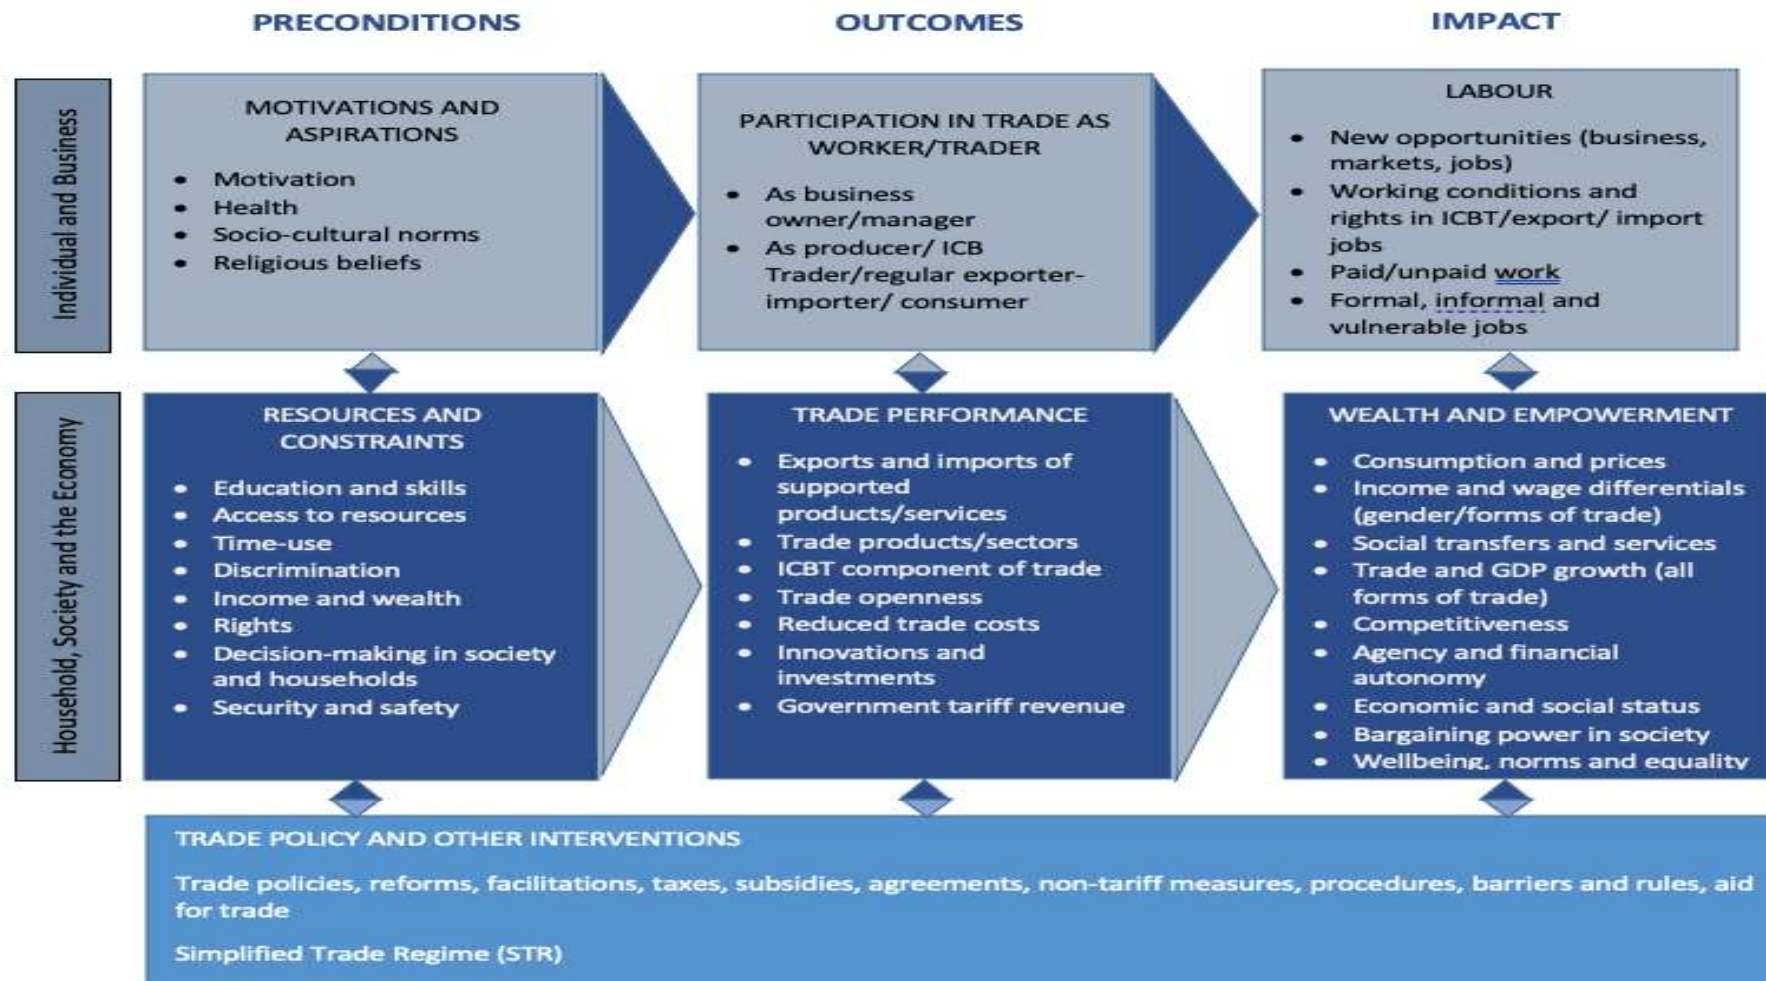 PRECONDITIONS
OUTCOMES
IMPACT
Individual and Business
MOTIVATIONS AND
ASPIRATIONS
• Motivation
• Health
• Socio-cultural norms
• Religious beliefs
PARTICIPATION IN TRADE AS
WORKER/TRADER
• As business
owner/manager
• As producer/ ICB
Trader/regular exporter-
importer/ consumer
LABOUR
• New opportunities (business,
markets, jobs)
• Working conditions and
rights in ICBT/export/ import
jobs
• Paid/unpaid work
• Formal, informal and
vulnerable jobs
Household, Society and the Economy
RESOURCES AND
CONSTRAINTS
• Education and skills
• Access to resources
• Time-use
• Discrimination
• Income and wealth
• Rights
• Decision-making in society
and households
• Security and safety
TRADE PERFORMANCE
• Exports and imports of
supported
products/services
• Trade products/sectors
• ICBT component of trade
• Trade openness
• Reduced trade costs
• Innovations and
investments
• Government tariff revenue
WEALTH AND EMPOWERMENT
• Consumption and prices
• Income and wage differentials
(gender/forms of trade)
• Social transfers and services
• Trade and GDP growth (all
forms of trade)
• Competitiveness
• Agency and financial
autonomy
• Economic and social status
• Bargaining power in society
• Wellbeing, norms and equality
TRADE POLICY AND OTHER INTERVENTIONS
Trade policies, reforms, facilitations, taxes, subsidies, agreements, non-tariff measures, procedures, barriers and rules, aid
for trade
Simplified Trade Regime (STR)